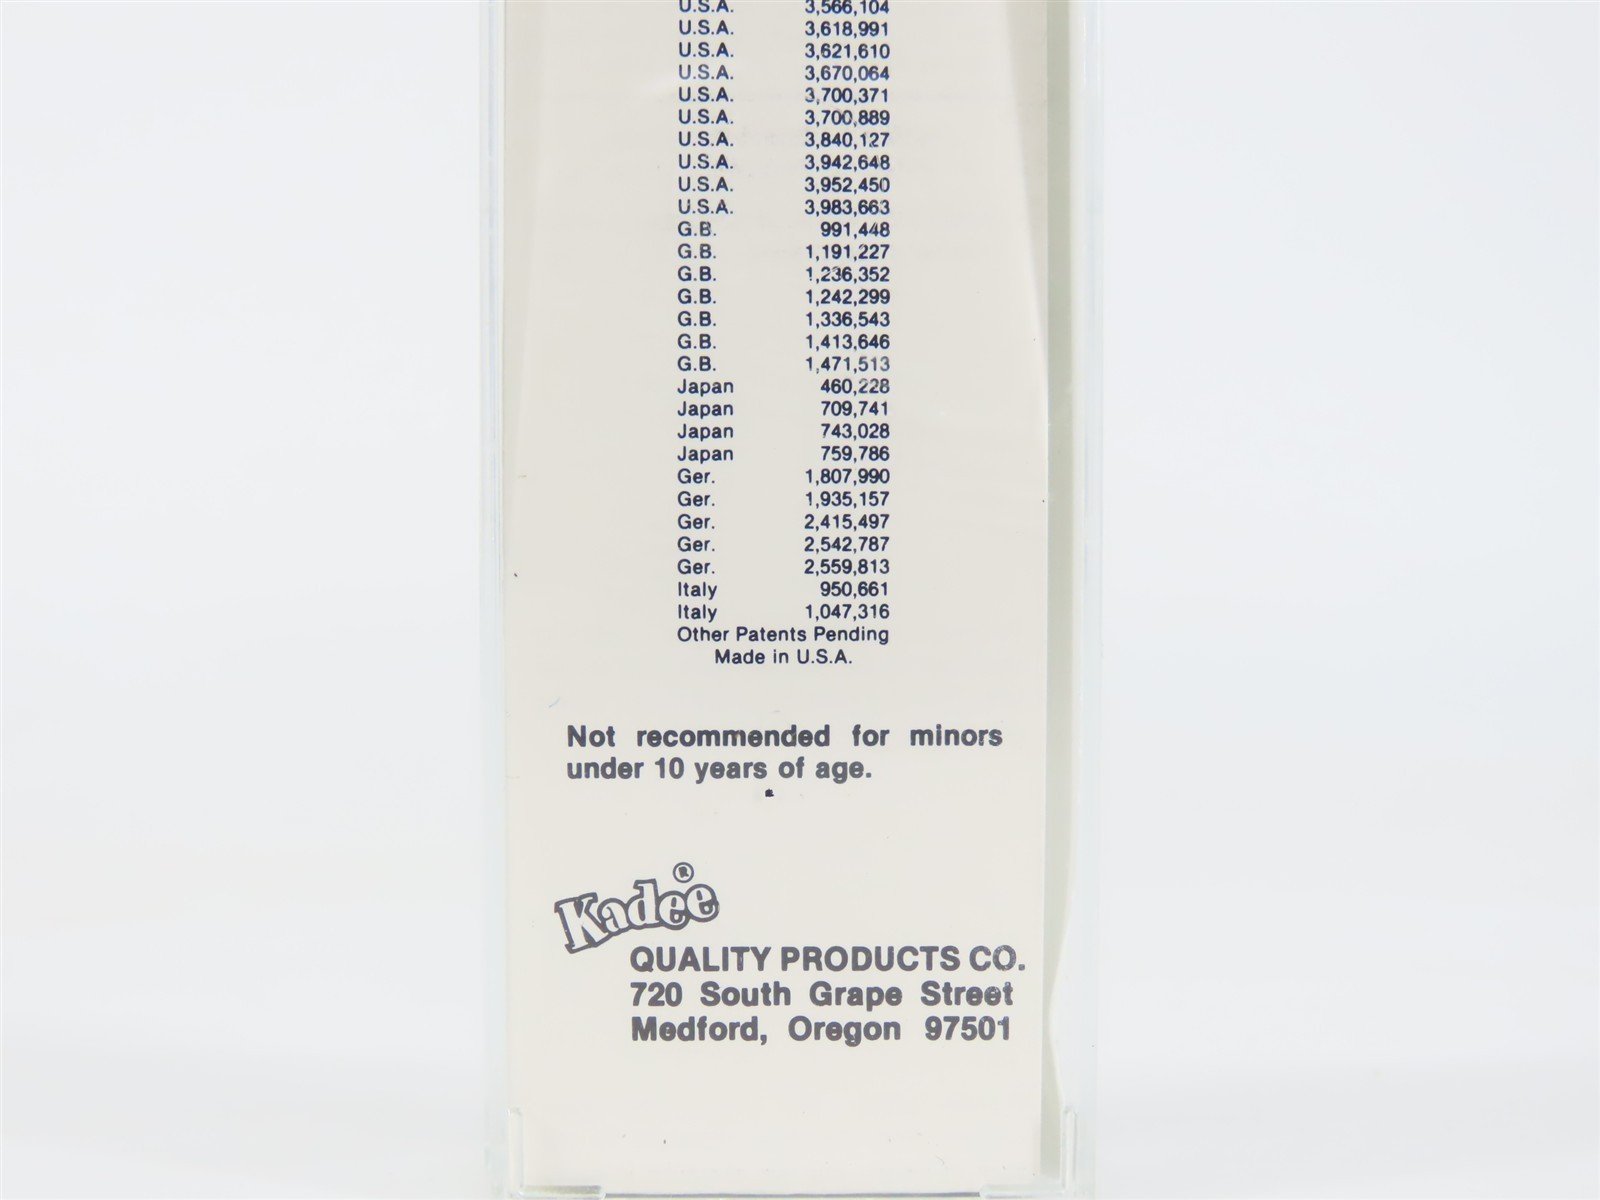 U.S.A. 3,566,104
U.S.A. 3,618,991
U.S.A. 3,621,610
U.S.A. 3,670,064
U.S.A. 3,700,371
U.S.A. 3,700,889
U.S.A. 3,840,127
U.S.A. 3,942,648
U.S.A. 3,952,450
U.S.A. 3,983,663
G.B. 991,448
G.B. 1,191,227
G.B. 1,236,352
G.B. 1,242,299
G.B. 1,336,543
G.B. 1,413,646
G.B. 1,471,513
Japan 460,228
Japan 709,741
Japan 743,028
Japan 759,786
Ger. 1,807,990
Ger. 1,935,157
Ger. 2,415,497
Ger. 2,542,787
Ger. 2,559,813
Italy 950,661
Italy 1,047,316
Other Patents Pending
Made in U.S.A.
Not recommended for minors
under 10 years of age.
Kadee®
QUALITY PRODUCTS CO.
720 South Grape Street
Medford, Oregon 97501